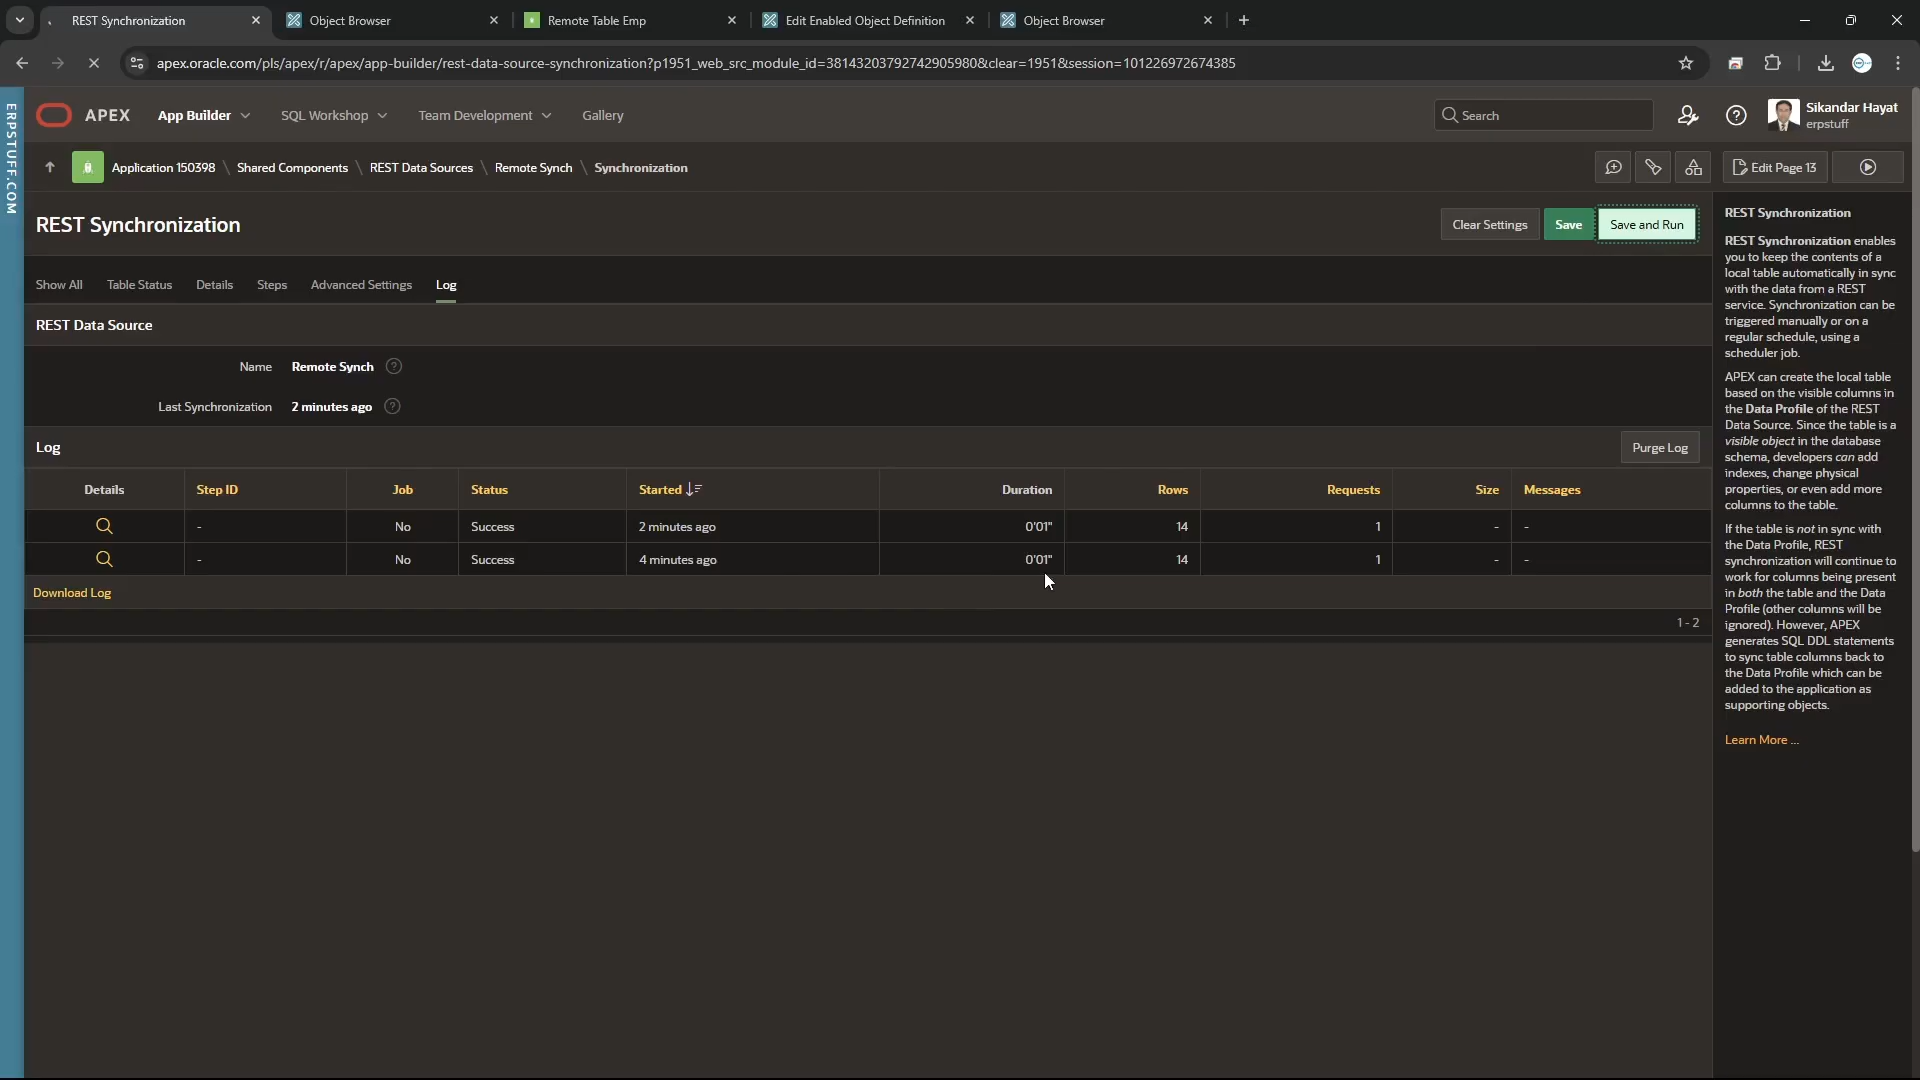 REST Synchronization
Object Browser
Remote Table Emp
Edit Enabled Object Definition
Object Browser
apex.oracle.com/pls/apex/r/apex/app-builder/rest-data-source-synchronization?p1951_web_src_module_id=38143203792742905980&clear=1951&session=101226972674385
ERPSTUFF.COM
APEX
App Builder
SQL Workshop
Team Development
Gallery
Search
Sikandar Hayat
erpstuff
Application 150398 \ Shared Components \ REST Data Sources \ Remote Synch \ Synchronization
Edit Page 13
REST Synchronization
Clear Settings
Save
Save and Run
Show All
Table Status
Details
Steps
Advanced Settings
Log
REST Data Source
Name Remote Synch
Last Synchronization 2 minutes ago
Log
Purge Log
Details Step ID Job Status Started Duration Rows Requests Size Messages
- No Success 2 minutes ago 0'01" 14 1 - -
- No Success 4 minutes ago 0'01" 14 1 - -
Download Log
1 - 2
REST Synchronization
REST Synchronization enables
you to keep the contents of a
local table automatically in sync
with the data from a REST
service. Synchronization can be
triggered manually or on a
regular schedule, using a
scheduler job.
APEX can create the local table
based on the visible columns in
the Data Profile of the REST
Data Source. Since the table is a
visible object in the database
schema, developers can add
indexes, change physical
properties, or even add more
columns to the table.
If the table is not in sync with
the Data Profile, REST
synchronization will continue to
work for columns being present
in both the table and the Data
Profile (other columns will be
ignored). However, APEX
generates SQL DDL statements
to sync table columns back to
the Data Profile which can be
added to the application as
supporting objects.
Learn More ...